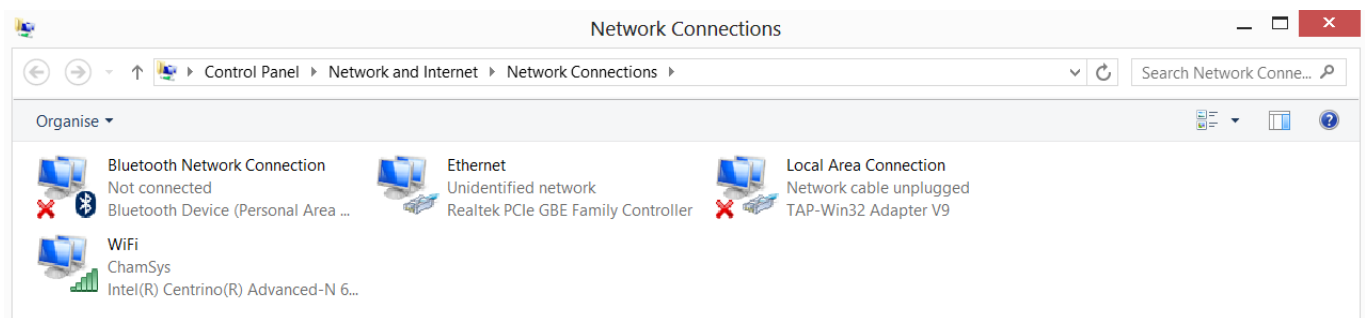 Network Connections
Control Panel Network and Internet Network Connections
Search Network Conne...
Organise
Bluetooth Network Connection
Not connected
Bluetooth Device (Personal Area ...
Ethernet
Unidentified network
Realtek PCIe GBE Family Controller
Local Area Connection
Network cable unplugged
TAP-Win32 Adapter V9
WiFi
ChamSys
Intel(R) Centrino(R) Advanced-N 6...